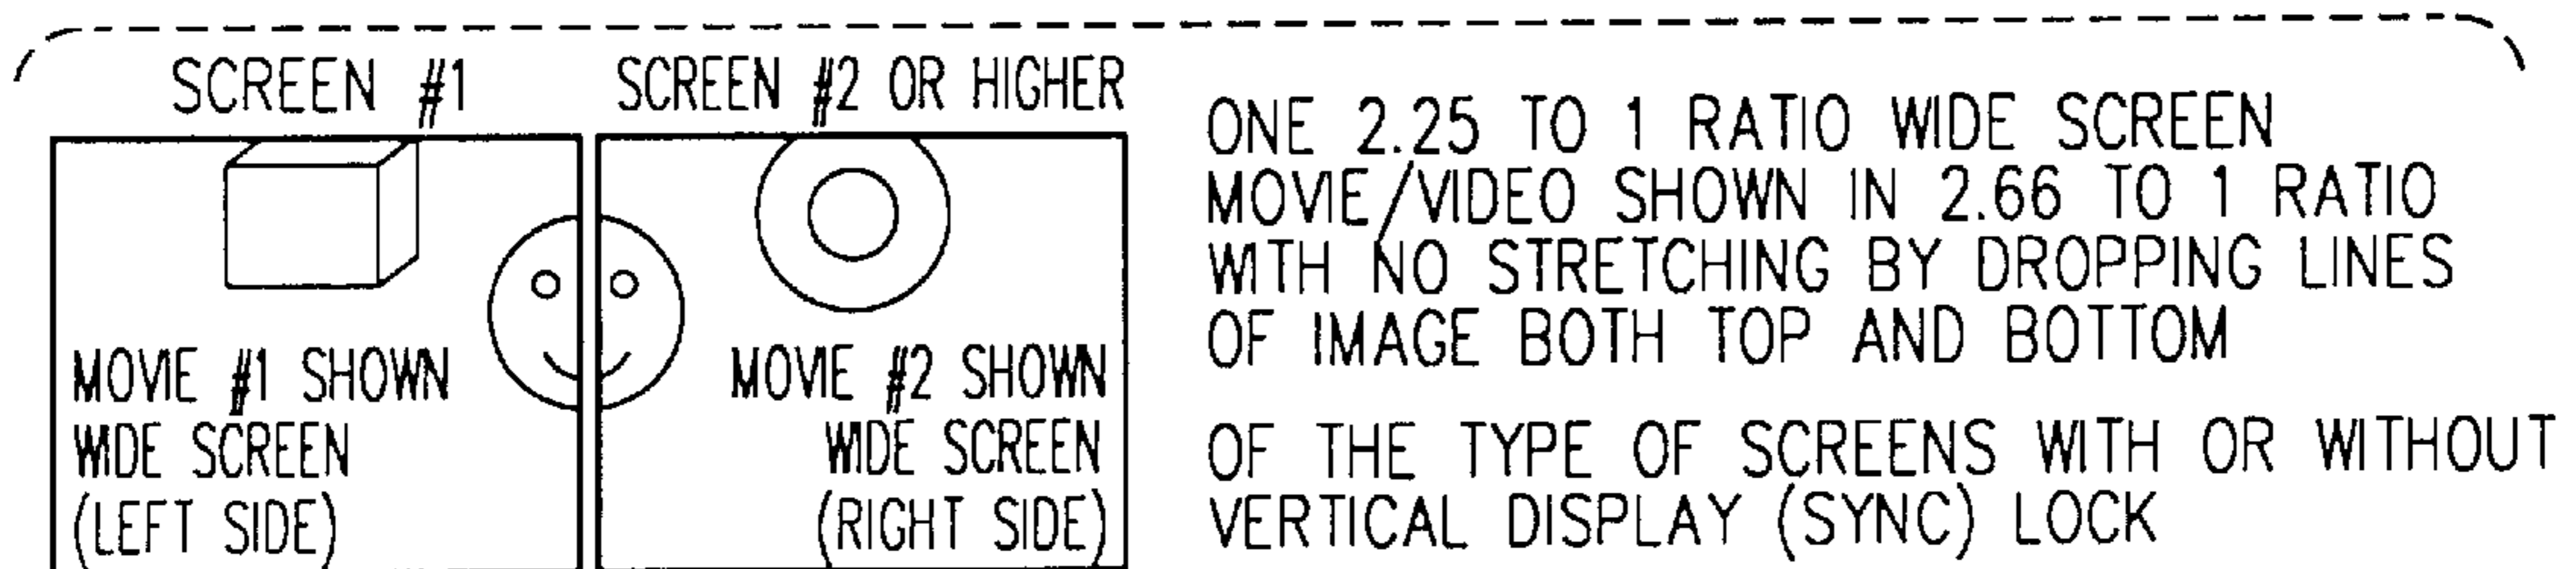 SCREEN #1
SCREEN #2 OR HIGHER
MOVIE #1 SHOWN
WIDE SCREEN
(LEFT SIDE)
MOVIE #2 SHOWN
WIDE SCREEN
(RIGHT SIDE)
ONE 2.25 TO 1 RATIO WIDE SCREEN
MOVIE/VIDEO SHOWN IN 2.66 TO 1 RATIO
WITH NO STRETCHING BY DROPPING LINES
OF IMAGE BOTH TOP AND BOTTOM
OF THE TYPE OF SCREENS WITH OR WITHOUT
VERTICAL DISPLAY (SYNC) LOCK